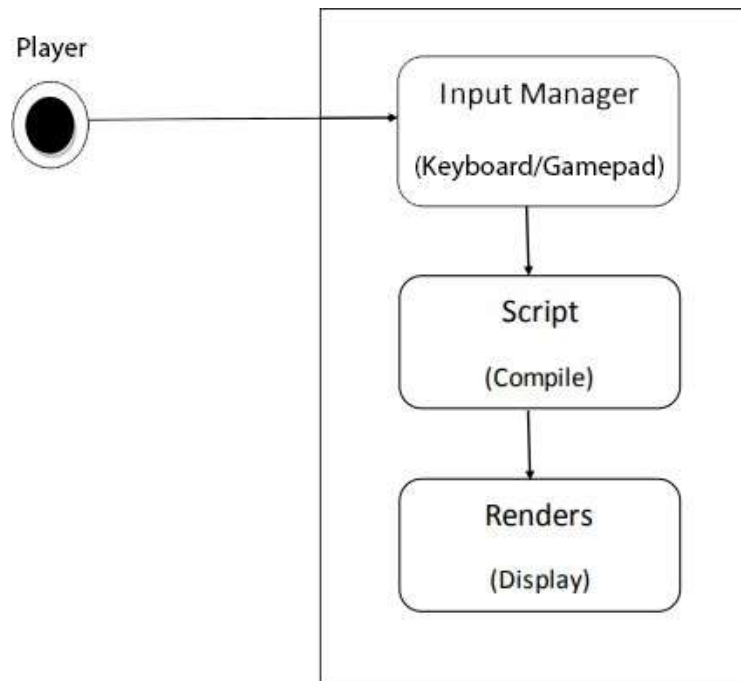 Player
Input Manager
(Keyboard/Gamepad)
Script
(Compile)
Renders
(Display)